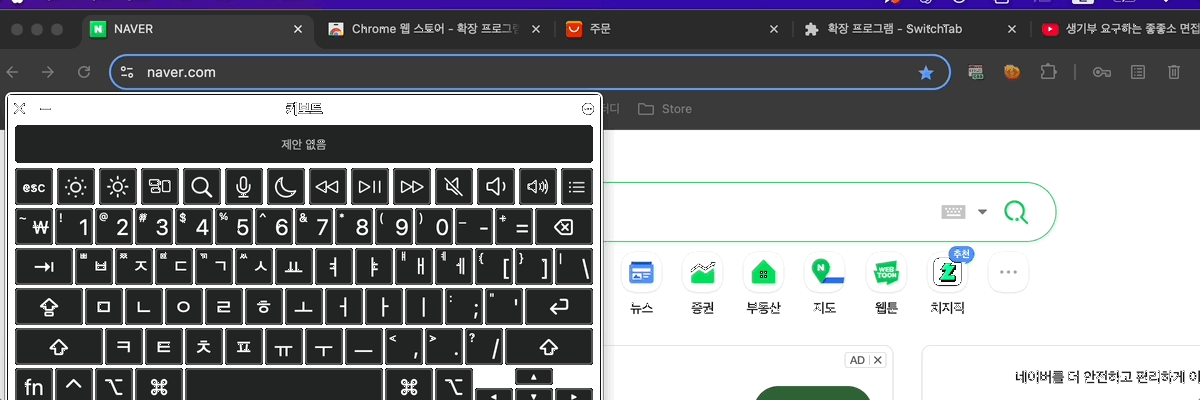 NAVER
Chrome 웹 스토어 - 확장 프로그
주문
확장 프로그램 - SwitchTab
생기부 요구하는 좋좋소 면접
naver.com
키보드
터디
Store
제안 없음
esc
~ ₩ ! 1 @ 2 # 3 $ 4 % 5 ^ 6 & 7 * 8 ( 9 ) 0 _ - + =
ㅃ ㅂ ㅉ ㅈ ㄸ ㄷ ㄲ ㄱ ㅆ ㅅ ㅛ ㅕ ㅑ ㅒ ㅐ ㅖ ㅔ { [ } ] | \
ㅁ ㄴ ㅇ ㄹ ㅎ ㅗ ㅓ ㅏ ㅣ : ; " '
ㅋ ㅌ ㅊ ㅍ ㅠ ㅜ ㅡ < , > . ? /
fn
N
WEB
TOON
추천
뉴스
증권
부동산
지도
웹툰
치지직
AD
네이버를 더 안전하고 편리하게 이